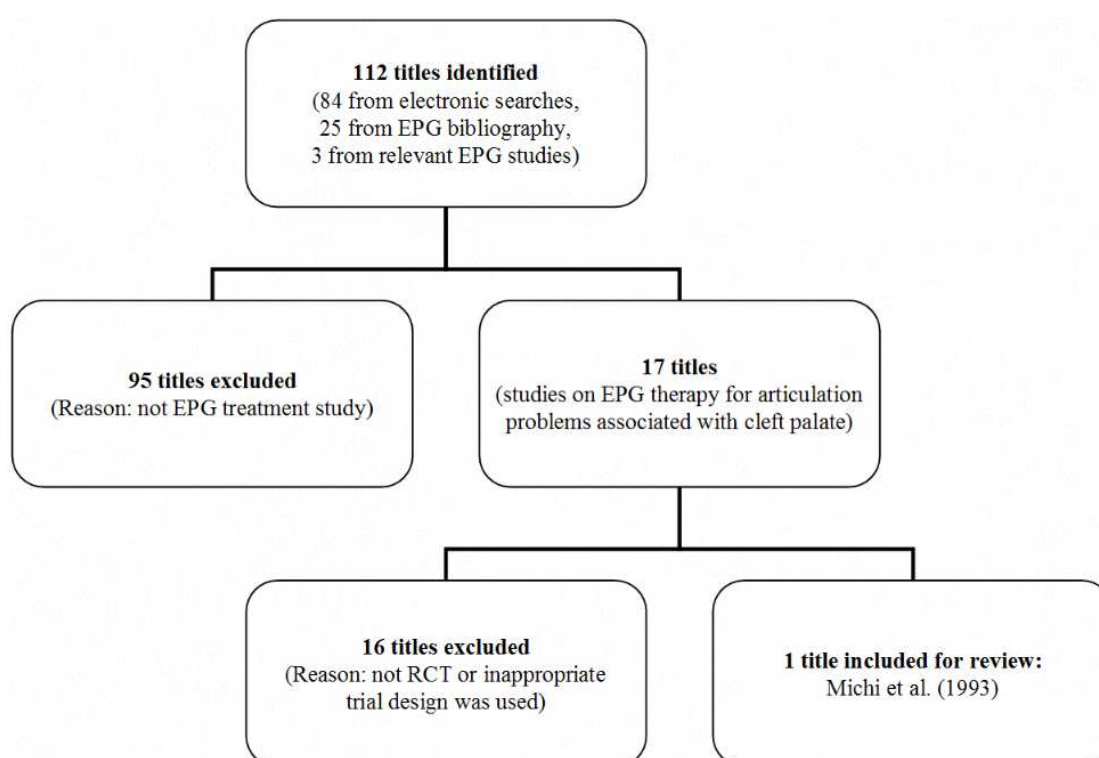 112 titles identified
(84 from electronic searches,
25 from EPG bibliography,
3 from relevant EPG studies)
95 titles excluded
(Reason: not EPG treatment study)
17 titles
(studies on EPG therapy for articulation
problems associated with cleft palate)
16 titles excluded
(Reason: not RCT or inappropriate
trial design was used)
1 title included for review:
Michi et al. (1993)